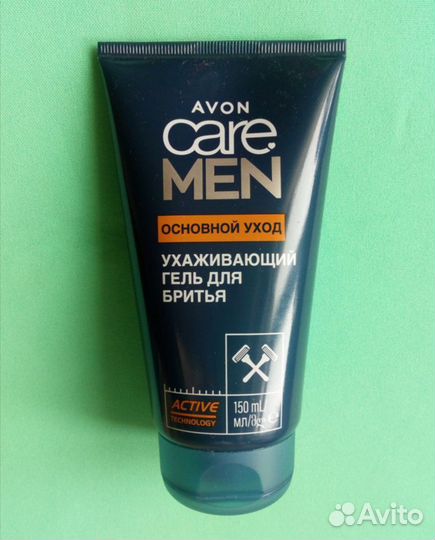 AVON
care
MEN
ОСНОВНОЙ УХОД
УХАЖИВАЮЩИЙ
ГЕЛЬ ДЛЯ
БРИТЬЯ
ACTIVE
TECHNOLOGY
150 mL
мл/
Avito